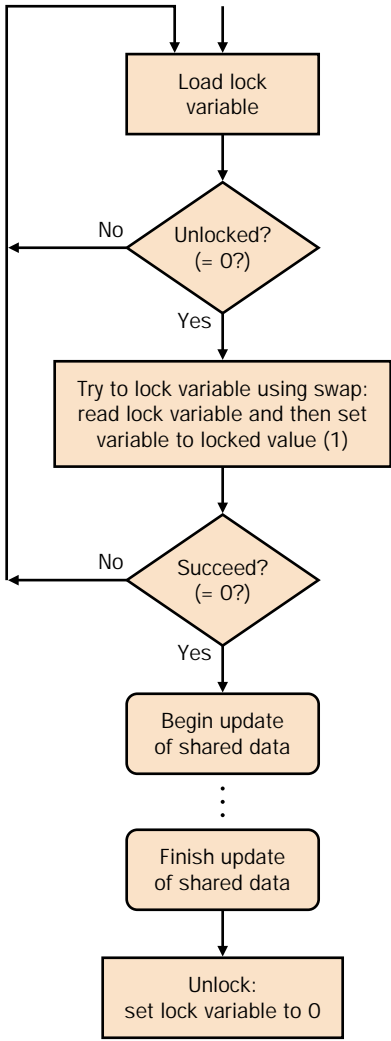 Load lock
variable
No
Unlocked?
(= 0?)
Yes
Try to lock variable using swap:
read lock variable and then set
variable to locked value (1)
No
Succeed?
(= 0?)
Yes
Begin update
of shared data
Finish update
of shared data
Unlock:
set lock variable to 0